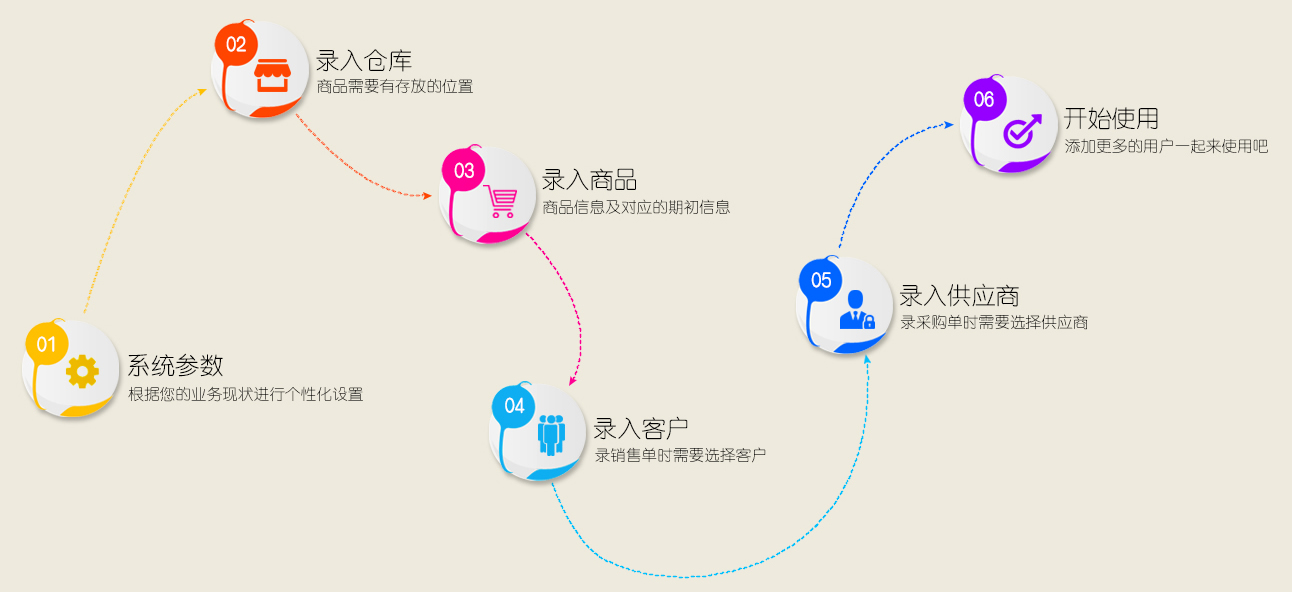 01
系统参数
根据您的业务现状进行个性化设置
02
录入仓库
商品需要有存放的位置
03
录入商品
商品信息及对应的期初信息
04
录入客户
录销售单时需要选择客户
05
录入供应商
录采购单时需要选择供应商
06
开始使用
添加更多的用户一起来使用吧